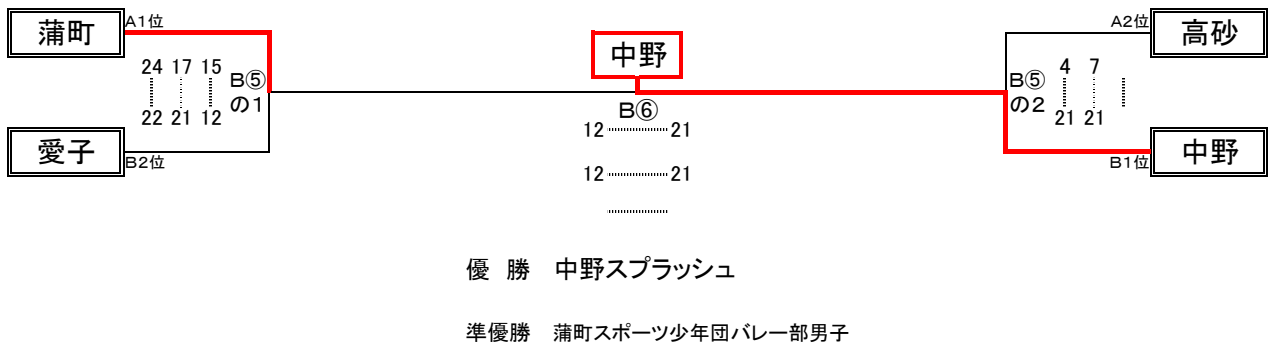 蒲町
A1位
24 17 15
B⑤
の1
22 21 12
愛子
B2位
中野
B⑥
12 21
12 21
高砂
A2位
B⑤
の2
4 7
21 21
中野
B1位
優 勝 中野スプラッシュ
準優勝 蒲町スポーツ少年団バレー部男子